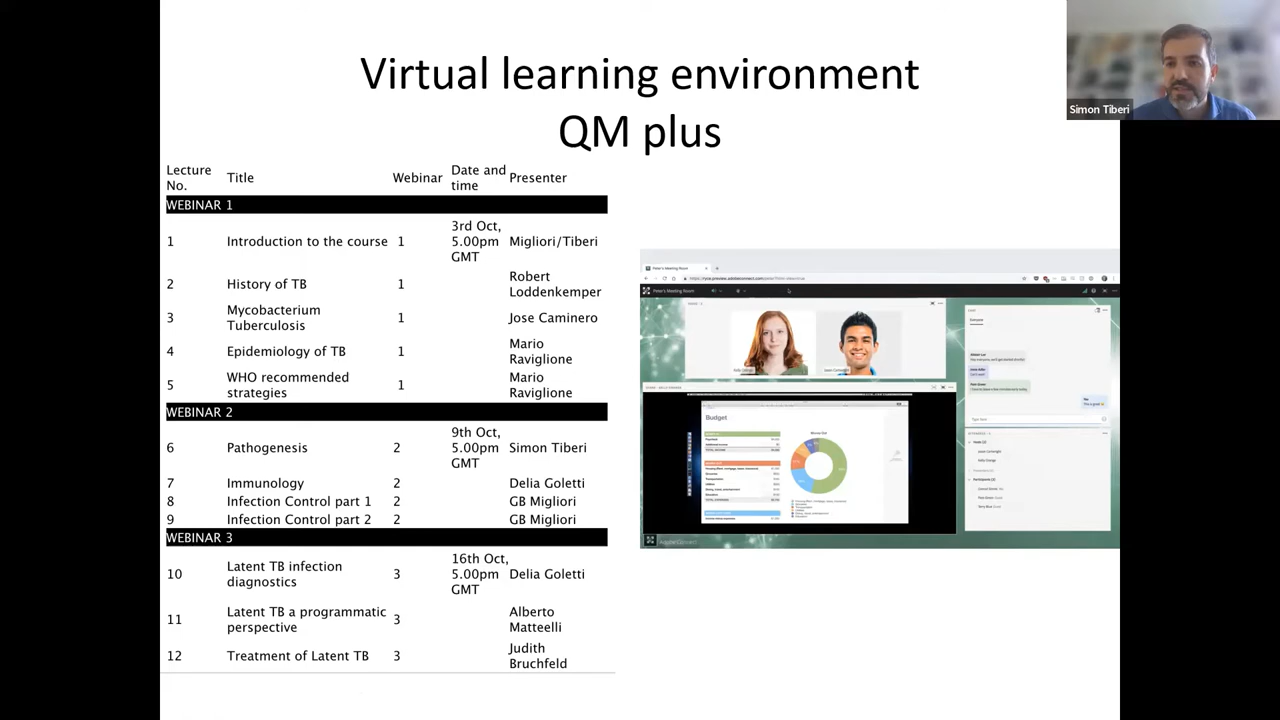 Virtual learning environment
QM plus
Simon Tiberi
Lecture No. Title Webinar Date and time Presenter
WEBINAR 1
1 Introduction to the course 1 3rd Oct, 5.00pm GMT Migliori/Tiberi
2 History of TB 1 Robert Loddenkemper
3 Mycobacterium Tuberculosis 1 Jose Caminero
4 Epidemiology of TB 1 Mario Raviglione
5 WHO recommended strategies 1 Mario Raviglione
WEBINAR 2
6 Pathogenesis 2 9th Oct, 5.00pm GMT Simon Tiberi
7 Immunology 2 Delia Goletti
8 Infection Control part 1 2 GB Migliori
9 Infection Control part 2 2 GB Migliori
WEBINAR 3
10 Latent TB infection diagnostics 3 16th Oct, 5.00pm GMT Delia Goletti
11 Latent TB a programmatic perspective 3 Alberto Matteelli
12 Treatment of Latent TB 3 Judith Bruchfeld
Peter's Meeting Room
Peter's Meeting Room
Budget